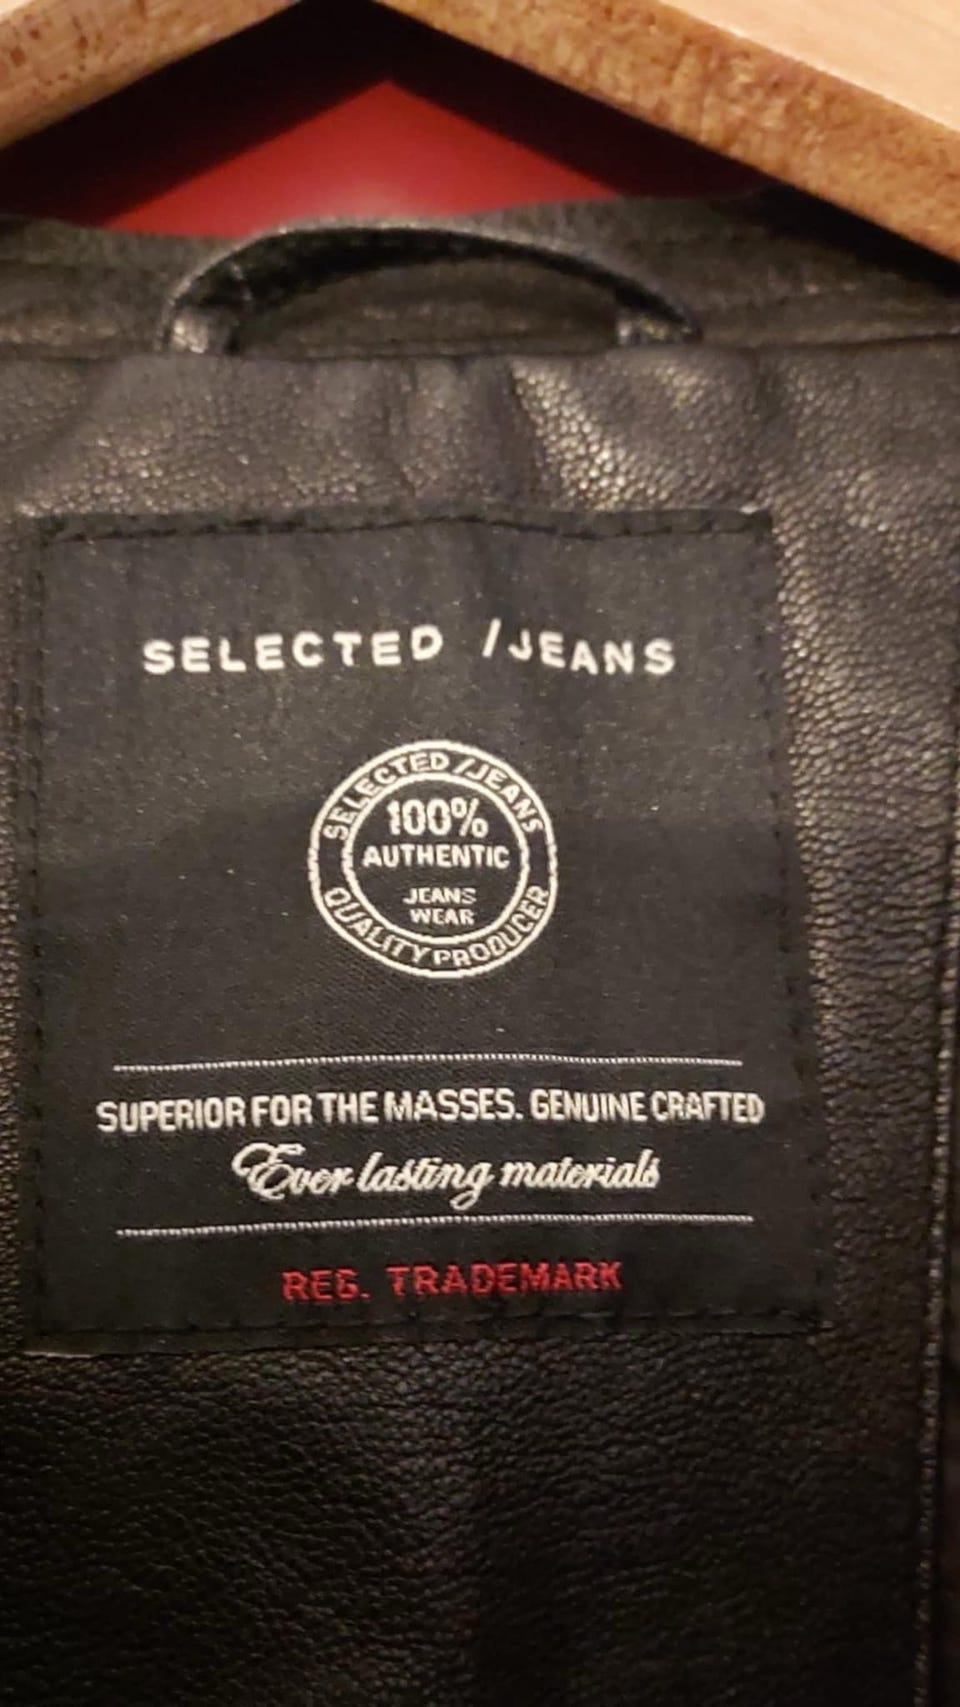 SELECTED /JEANS
SELECTED /JEANS
100%
AUTHENTIC
JEANS
WEAR
QUALITY PRODUCER
SUPERIOR FOR THE MASSES. GENUINE CRAFTED
Ever lasting materials
REG. TRADEMARK